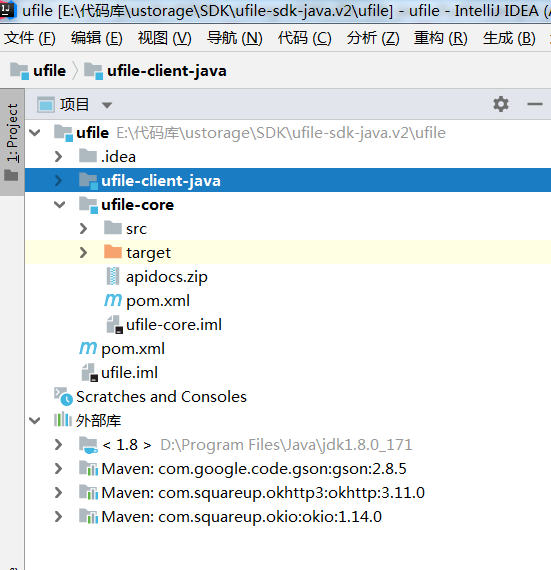 ufile [E:\代码库\ustorage\SDK\ufile-sdk-java.v2\ufile] - ufile - IntelliJ IDEA (A
文件 (F) 编辑 (E) 视图 (V) 导航 (N) 代码 (C) 分析 (Z) 重构 (R) 生成 (B)
ufile ufile-client-java
1: Project
项目
ufile E:\代码库\ustorage\SDK\ufile-sdk-java.v2\ufile
.idea
ufile-client-java
ufile-core
src
target
apidocs.zip
pom.xml
ufile-core.iml
pom.xml
ufile.iml
Scratches and Consoles
外部库
< 1.8 > D:\Program Files\Java\jdk1.8.0_171
Maven: com.google.code.gson:gson:2.8.5
Maven: com.squareup.okhttp3:okhttp:3.11.0
Maven: com.squareup.okio:okio:1.14.0